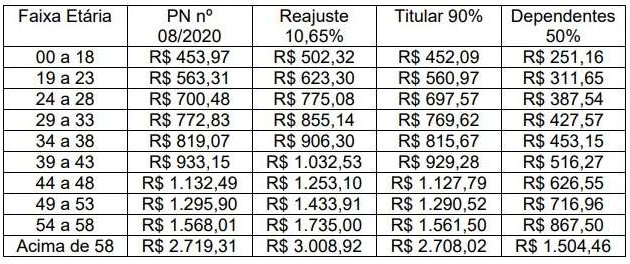 Faixa Etária PN nº 08/2020 Reajuste 10,65% Titular 90% Dependentes 50%
00 a 18 R$ 453,97 R$ 502,32 R$ 452,09 R$ 251,16
19 a 23 R$ 563,31 R$ 623,30 R$ 560,97 R$ 311,65
24 a 28 R$ 700,48 R$ 775,08 R$ 697,57 R$ 387,54
29 a 33 R$ 772,83 R$ 855,14 R$ 769,62 R$ 427,57
34 a 38 R$ 819,07 R$ 906,30 R$ 815,67 R$ 453,15
39 a 43 R$ 933,15 R$ 1.032,53 R$ 929,28 R$ 516,27
44 a 48 R$ 1.132,49 R$ 1.253,10 R$ 1.127,79 R$ 626,55
49 a 53 R$ 1.295,90 R$ 1.433,91 R$ 1.290,52 R$ 716,96
54 a 58 R$ 1.568,01 R$ 1.735,00 R$ 1.561,50 R$ 867,50
Acima de 58 R$ 2.719,31 R$ 3.008,92 R$ 2.708,02 R$ 1.504,46